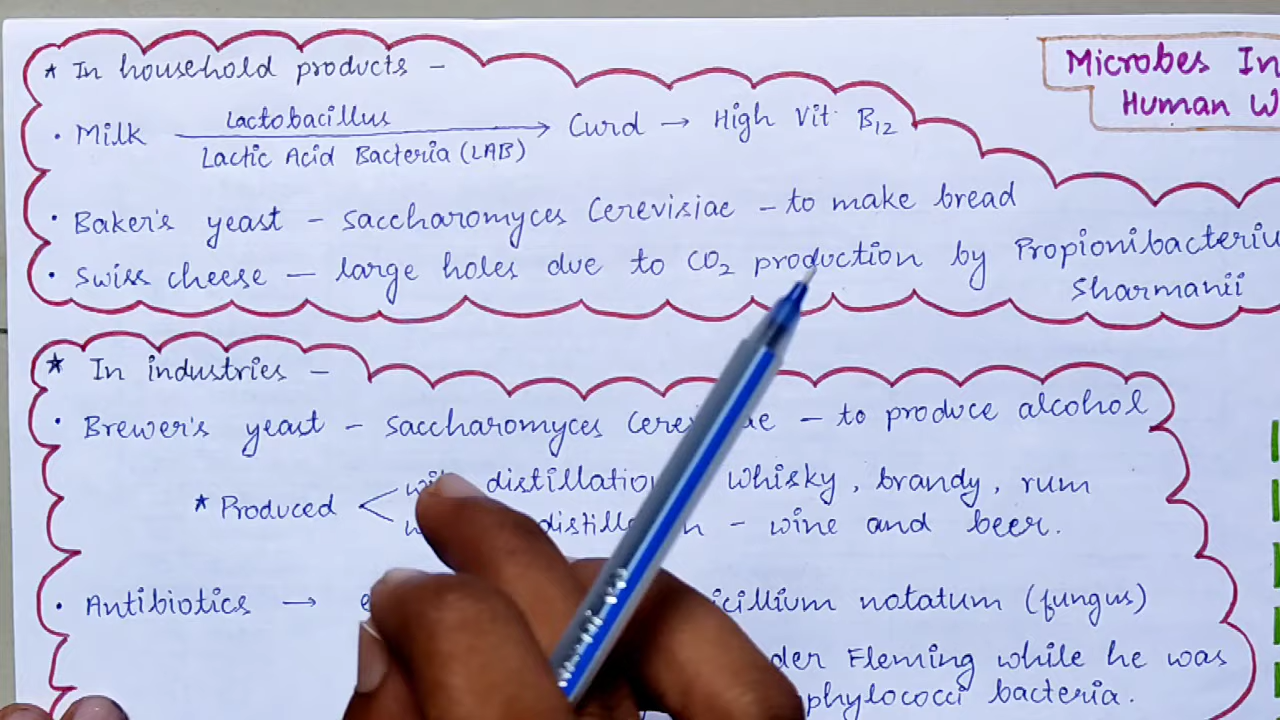 Microbes In
Human W
* In household products -
• Milk Lactobacillus → Curd → High Vit. B12
Lactic Acid Bacteria (LAB)
• Baker's yeast - Saccharomyces Cerevisiae - to make bread
• Swiss cheese — large holes due to CO2 production by Propionibacteriu
Sharmanii
* In industries -
• Brewer's yeast - Saccharomyces Cere ae - to produce alcohol
* Produced < with distillation whisky, brandy, rum
distill n - wine and beer.
• Antibiotics → icillium notatum (fungus)
der Fleming while he was
phylococci bacteria.